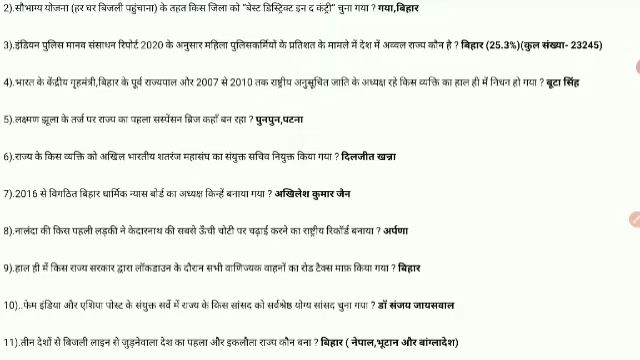 2).सौभाग्य योजना (हर घर बिजली पहुंचाना) के तहत किस जिला को "बेस्ट डिस्ट्रिक्ट इन द कंट्री" चुना गया ? गया,बिहार
3).इंडियन पुलिस मानव संसाधन रिपोर्ट 2020 के अनुसार महिला पुलिसकर्मियों के प्रतिशत के मामले में देश में अव्वल राज्य कौन है ? बिहार (25.3%)(कुल संख्या- 23245)
4).भारत के केंद्रीय गृहमंत्री,बिहार के पूर्व राज्यपाल और 2007 से 2010 तक राष्ट्रीय अनुसूचित जाति के अध्यक्ष रहे किस व्यक्ति का हाल ही में निधन हो गया ? बूटा सिंह
5).लक्ष्मण झूला के तर्ज पर राज्य का पहला सस्पेंसन ब्रिज कहाँ बन रहा ? पुनपुन,पटना
6).राज्य के किस व्यक्ति को अखिल भारतीय शतरंज महासंघ का संयुक्त सचिव नियुक्त किया गया ? दिलजीत खन्ना
7).2016 से विगठित बिहार धार्मिक न्यास बोर्ड का अध्यक्ष किन्हें बनाया गया ? अखिलेश कुमार जैन
8).नालंदा की किस पहली लड़की ने केदारनाथ की सबसे ऊँची चोटी पर चढ़ाई करने का राष्ट्रीय रिकॉर्ड बनाया ? अर्पणा
9).हाल ही में किस राज्य सरकार द्वारा लॉकडाउन के दौरान सभी वाणिज्यक वाहनों का रोड टैक्स माफ़ किया गया ? बिहार
10)..फेम इंडिया और एशिया पोस्ट के संयुक्त सर्वे में राज्य के किस सांसद को सर्वश्रेष्ठ योग्य सांसद चुना गया ? डॉ संजय जायसवाल
11).तीन देशों से बिजली लाइन से जुड़नेवाला देश का पहला और इकलौता राज्य कौन बना ? बिहार ( नेपाल,भूटान और बांग्लादेश)